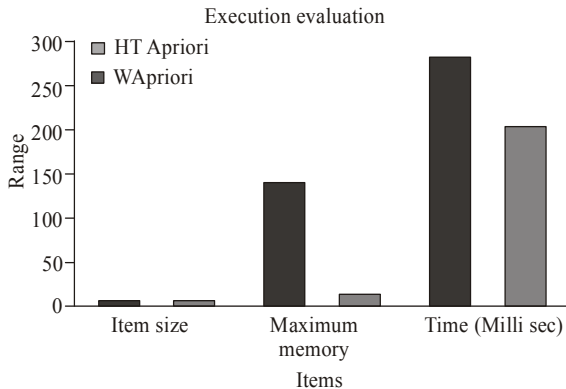 Execution evaluation
HT Apriori
WApriori
Range
300
250
200
150
100
50
0
Item size
Maximum
memory
Time (Milli sec)
Items